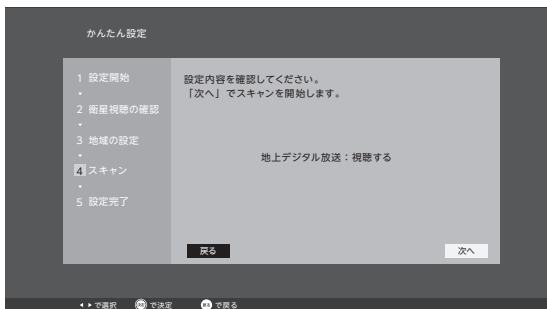 かんたん設定
1 設定開始
2 衛星視聴の確認
3 地域の設定
4 スキャン
5 設定完了
設定内容を確認してください。
「次へ」でスキャンを開始します。
地上デジタル放送：視聴する
戻る
次へ
で選択 で決定 戻る で戻る